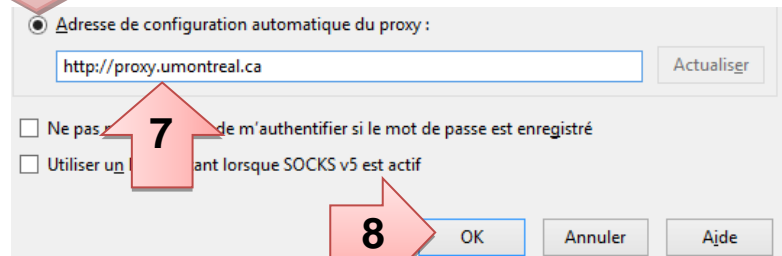 Adresse de configuration automatique du proxy :
http://proxy.umontreal.ca Actualiser
7
Ne pas de m'authentifier si le mot de passe est enregistré
Utiliser un ant lorsque SOCKS v5 est actif
8 OK Annuler Aide